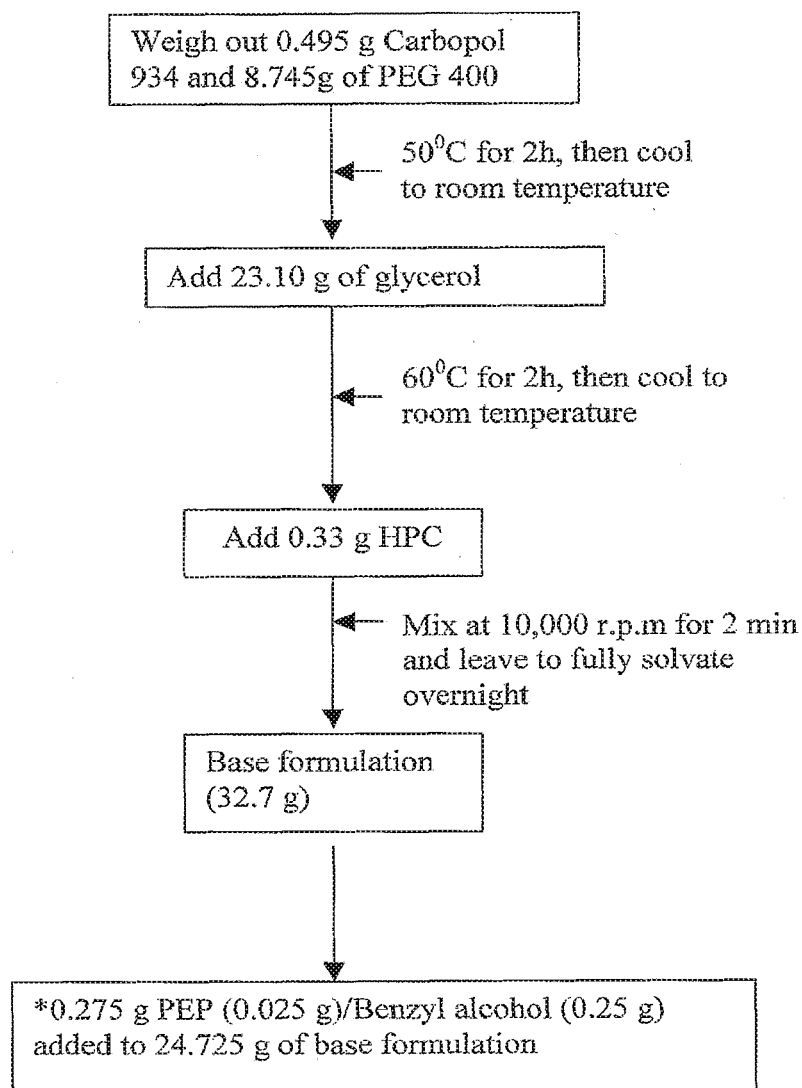 Weigh out 0.495 g Carbopol
934 and 8.745g of PEG 400
50⁰C for 2h, then cool
to room temperature
Add 23.10 g of glycerol
60⁰C for 2h, then cool to
room temperature
Add 0.33 g HPC
Mix at 10,000 r.p.m for 2 min
and leave to fully solvate
overnight
Base formulation
(32.7 g)
*0.275 g PEP (0.025 g)/Benzyl alcohol (0.25 g)
added to 24.725 g of base formulation